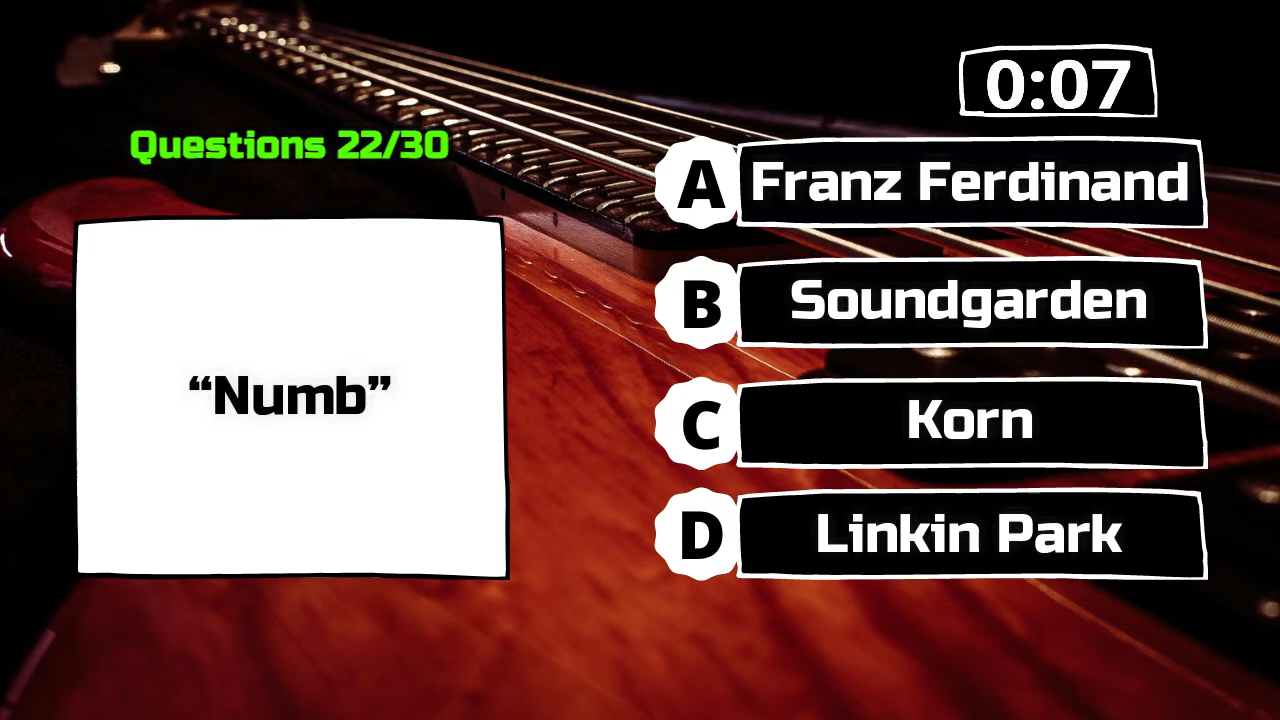 0:07
Questions 22/30
A Franz Ferdinand
B Soundgarden
“Numb”
C Korn
D Linkin Park